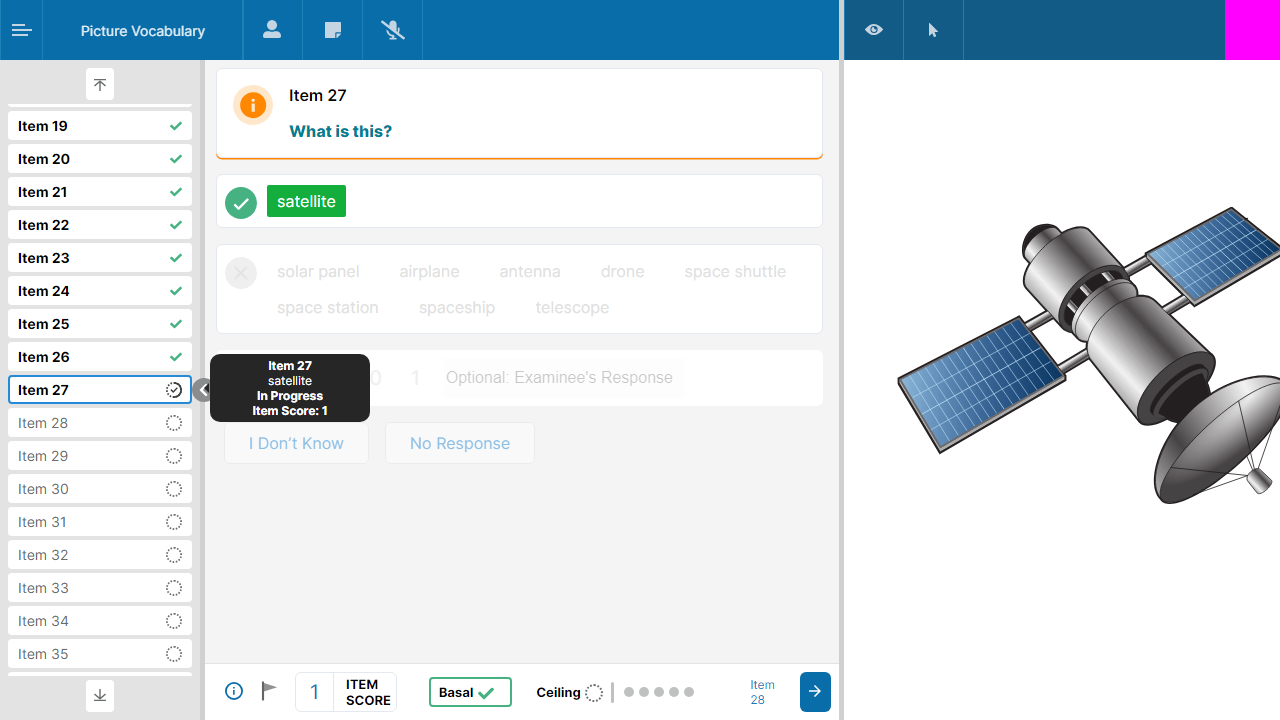 Picture Vocabulary
Item 19
Item 20
Item 21
Item 22
Item 23
Item 24
Item 25
Item 26
Item 27
Item 28
Item 29
Item 30
Item 31
Item 32
Item 33
Item 34
Item 35
Item 27
What is this?
satellite
solar panel airplane antenna drone space shuttle
space station spaceship telescope
Item 27
satellite
In Progress
Item Score: 1
0 1 Optional: Examinee's Response
I Don't Know No Response
1 ITEM SCORE
Basal
Ceiling
Item
28